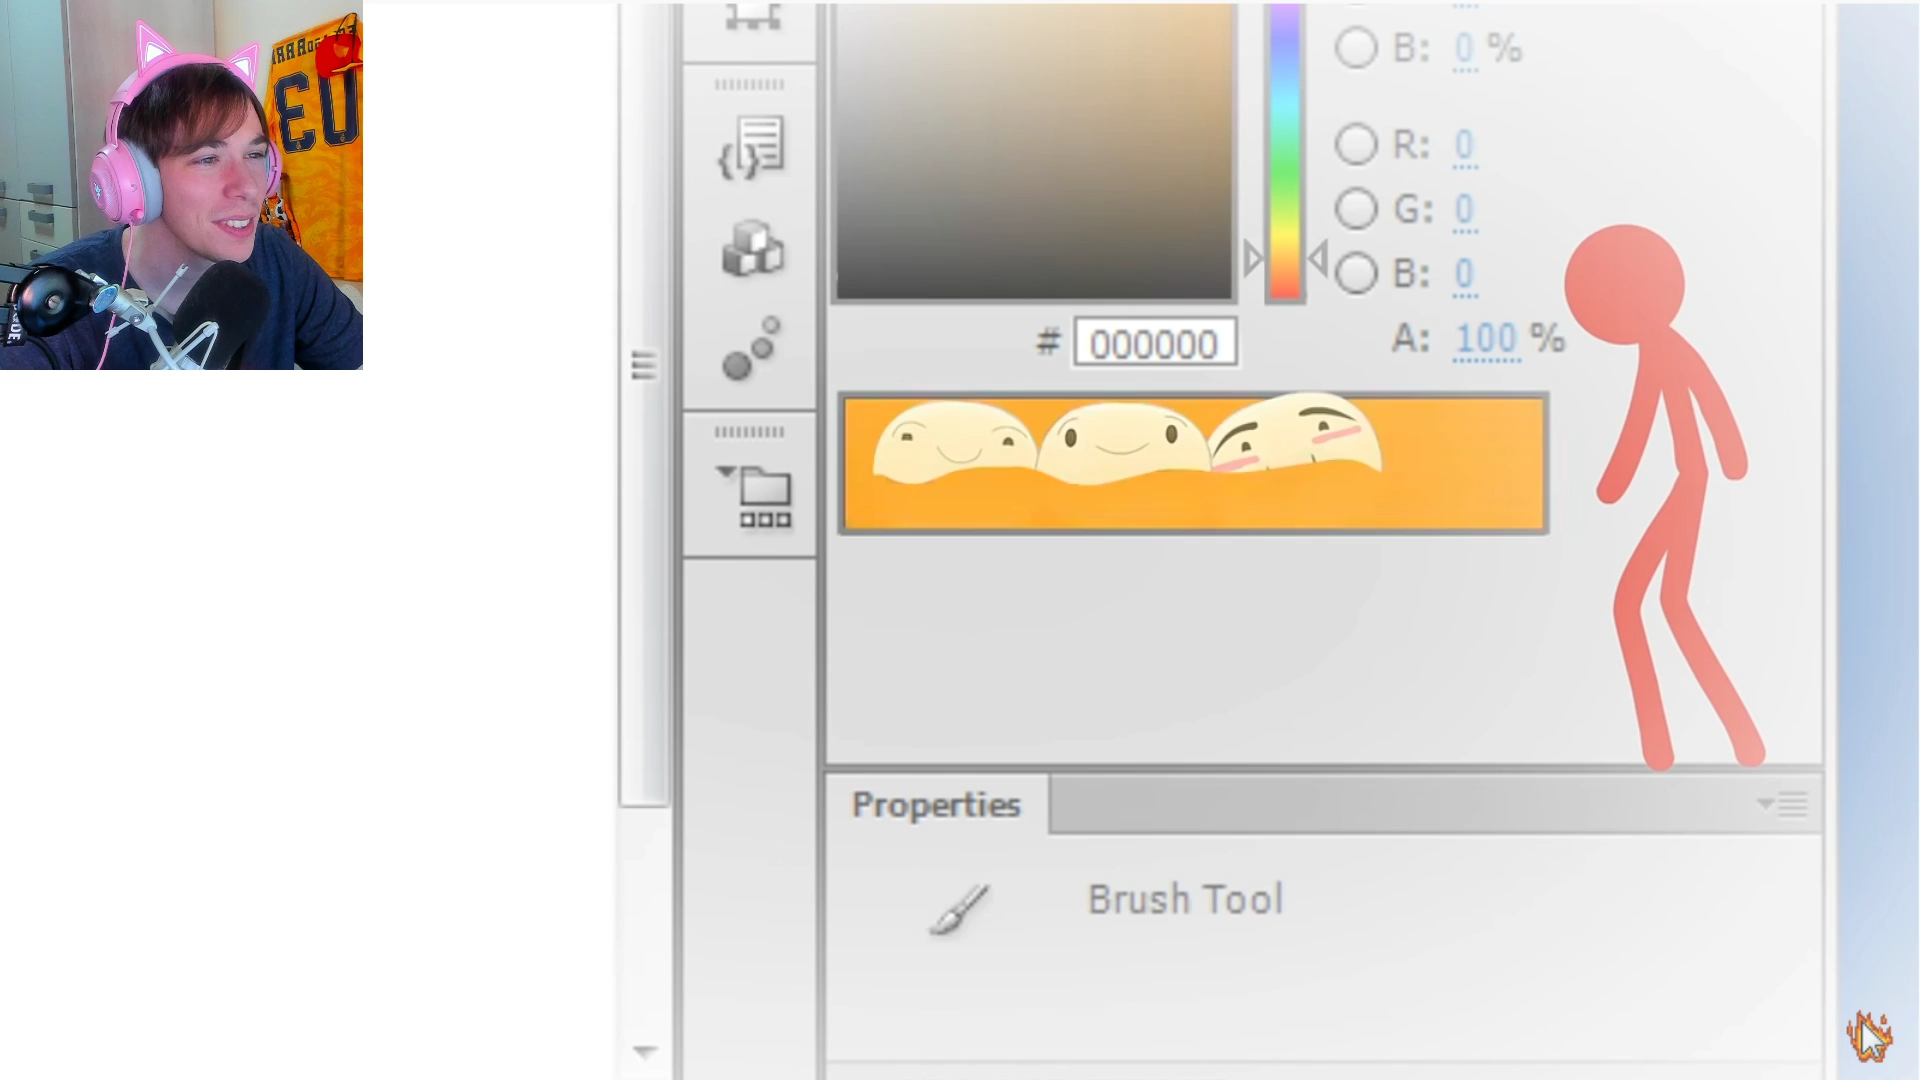 B: 0 %
R: 0
G: 0
B: 0
# 000000
A: 100 %
Properties
Brush Tool